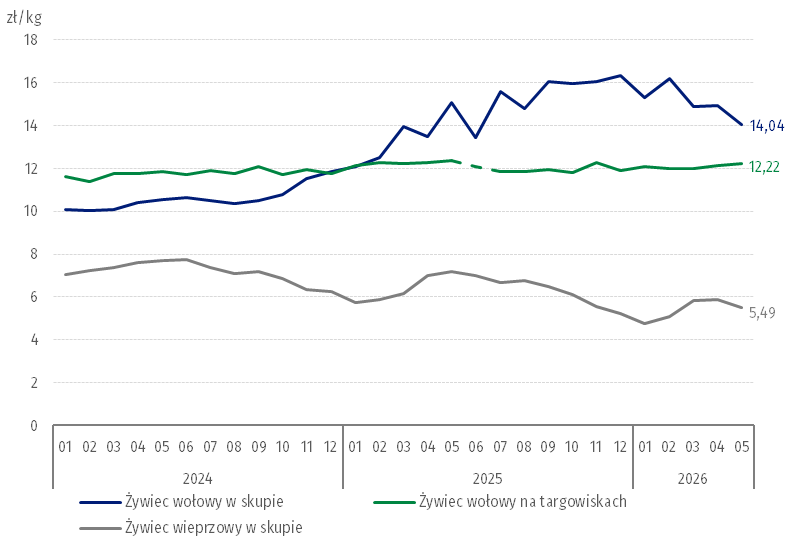 zł/kg
18
16
14
12
10
8
6
4
2
0
14,04
12,22
5,49
01 02 03 04 05 06 07 08 09 10 11 12 01 02 03 04 05 06 07 08 09 10 11 12 01 02 03 04 05
2024 2025 2026
Żywiec wołowy w skupie Żywiec wołowy na targowiskach
Żywiec wieprzowy w skupie